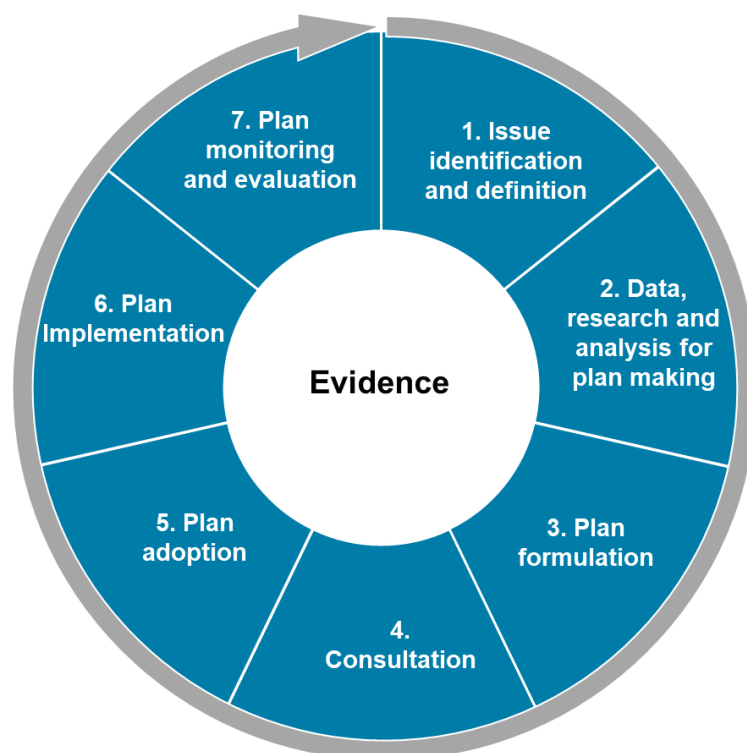 1. Issue
identification
and definition
2. Data,
research and
analysis for
plan making
3. Plan
formulation
4.
Consultation
5. Plan
adoption
6. Plan
Implementation
7. Plan
monitoring
and evaluation
Evidence